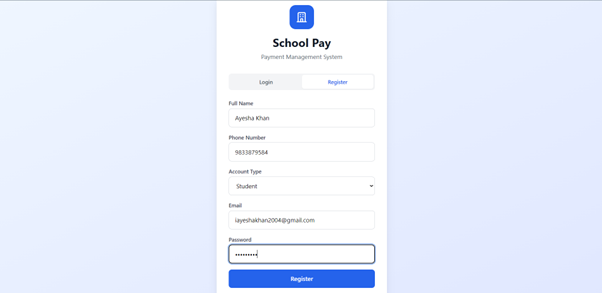 School Pay
Payment Management System
Login Register
Full Name
Ayesha Khan
Phone Number
9833879584
Account Type
Student
Email
iayeshakhan2004@gmail.com
Password
•••••••••
Register